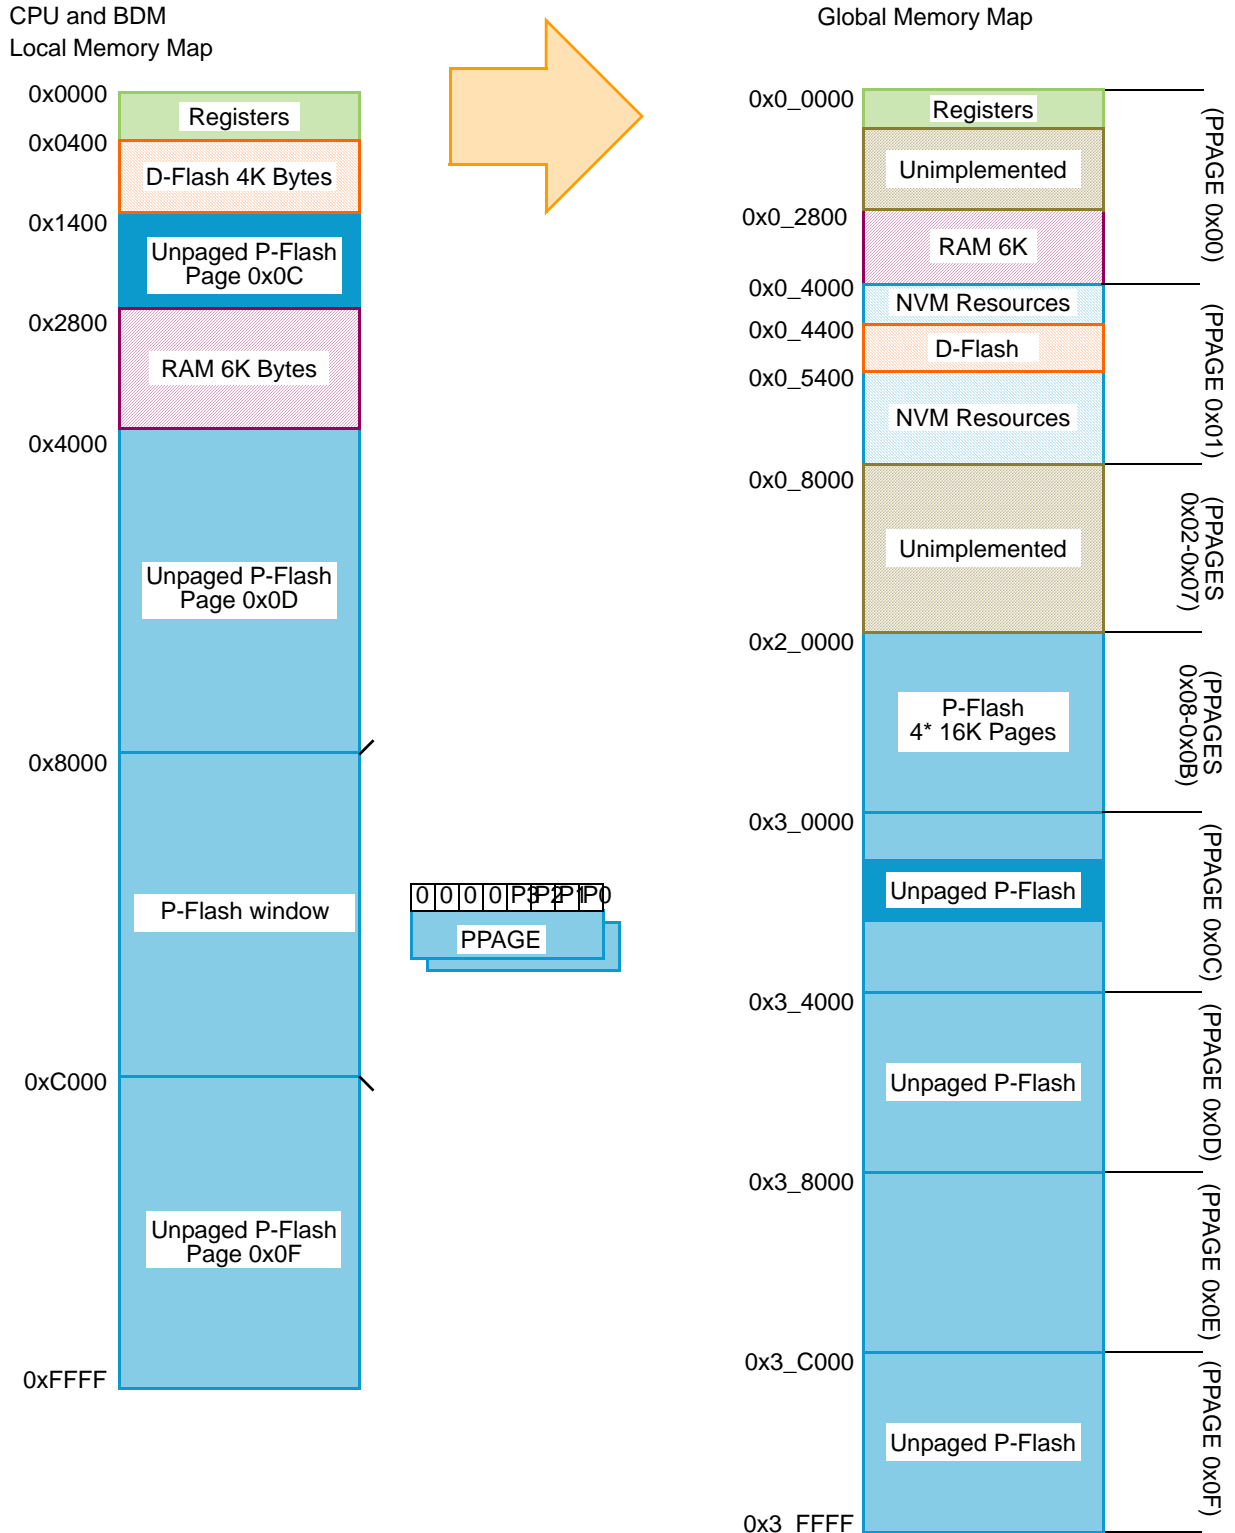 CPU and BDM
Local Memory Map
0x0000
Registers
0x0400
D-Flash 4K Bytes
0x1400
Unpaged P-Flash
Page 0x0C
0x2800
RAM 6K Bytes
0x4000
Unpaged P-Flash
Page 0x0D
0x8000
P-Flash window
0xC000
Unpaged P-Flash
Page 0x0F
0xFFFF
0 0 0 0 P3 P2 P1 P0
PPAGE
Global Memory Map
0x0_0000
Registers
Unimplemented
0x0_2800
RAM 6K
(PPAGE 0x00)
0x0_4000
NVM Resources
0x0_4400
D-Flash
0x0_5400
NVM Resources
(PPAGE 0x01)
0x0_8000
Unimplemented
(PPAGES
0x02-0x07)
0x2_0000
P-Flash
4* 16K Pages
(PPAGES
0x08-0x0B)
0x3_0000
Unpaged P-Flash
(PPAGE 0x0C)
0x3_4000
Unpaged P-Flash
(PPAGE 0x0D)
0x3_8000
(PPAGE 0x0E)
0x3_C000
Unpaged P-Flash
(PPAGE 0x0F)
0x3 FFFF